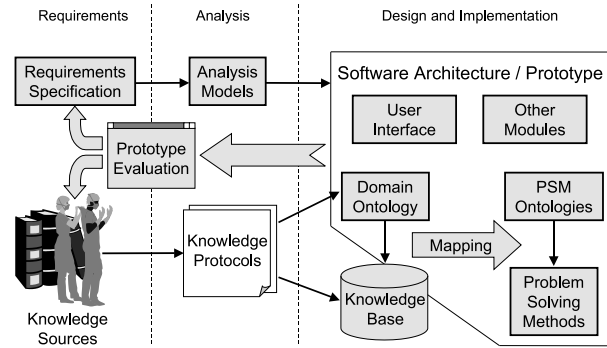 Requirements
Analysis
Design and Implementation
Requirements
Specification
Analysis
Models
Software Architecture / Prototype
User
Interface
Other
Modules
Prototype
Evaluation
Domain
Ontology
PSM
Ontologies
Mapping
Knowledge
Protocols
Knowledge
Base
Problem
Solving
Methods
Knowledge
Sources